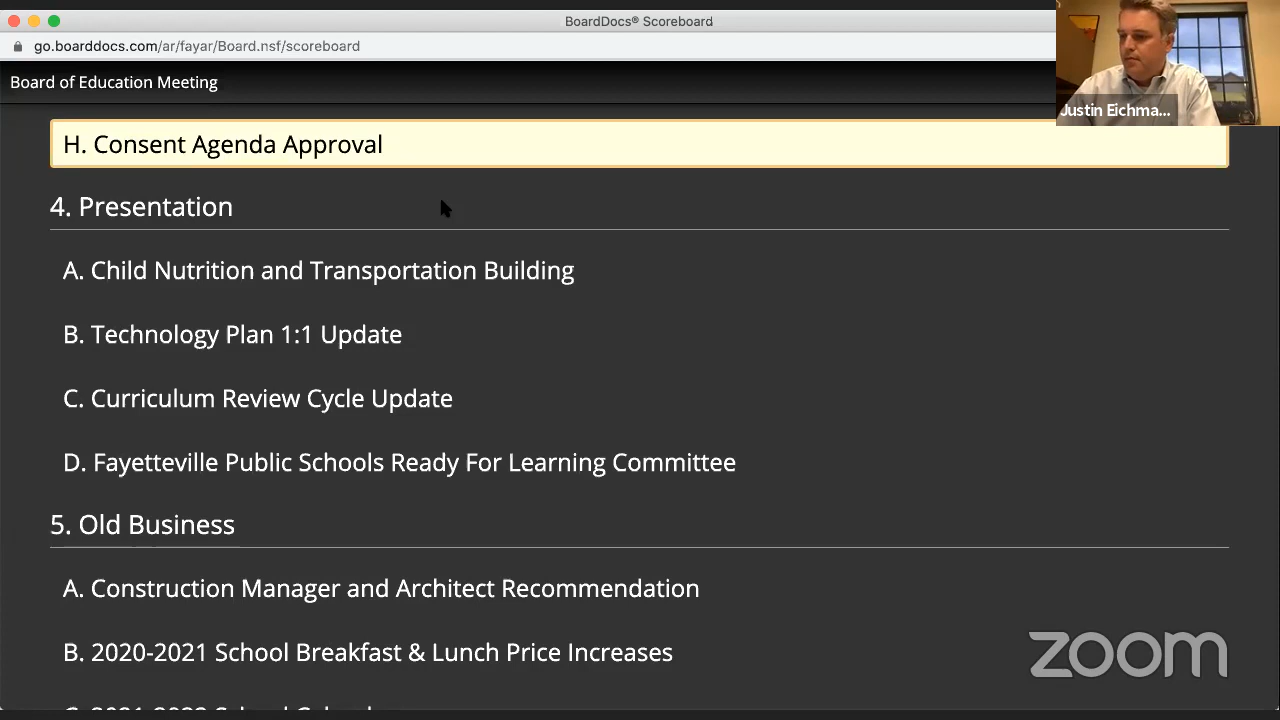 BoardDocs® Scoreboard
go.boarddocs.com/ar/fayar/Board.nsf/scoreboard
Board of Education Meeting
Justin Eichma...
H. Consent Agenda Approval
4. Presentation
A. Child Nutrition and Transportation Building
B. Technology Plan 1:1 Update
C. Curriculum Review Cycle Update
D. Fayetteville Public Schools Ready For Learning Committee
5. Old Business
A. Construction Manager and Architect Recommendation
B. 2020-2021 School Breakfast & Lunch Price Increases
zoom